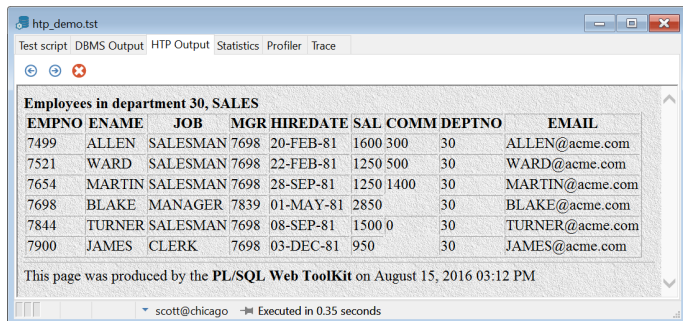 htp_demo.tst
Test script DBMS Output HTP Output Statistics Profiler Trace
Employees in department 30, SALES
EMPNO ENAME JOB MGR HIREDATE SAL COMM DEPTNO EMAIL
7499 ALLEN SALESMAN 7698 20-FEB-81 1600 300 30 ALLEN@acme.com
7521 WARD SALESMAN 7698 22-FEB-81 1250 500 30 WARD@acme.com
7654 MARTIN SALESMAN 7698 28-SEP-81 1250 1400 30 MARTIN@acme.com
7698 BLAKE MANAGER 7839 01-MAY-81 2850 30 BLAKE@acme.com
7844 TURNER SALESMAN 7698 08-SEP-81 1500 0 30 TURNER@acme.com
7900 JAMES CLERK 7698 03-DEC-81 950 30 JAMES@acme.com
This page was produced by the PL/SQL Web ToolKit on August 15, 2016 03:12 PM
scott@chicago Executed in 0.35 seconds